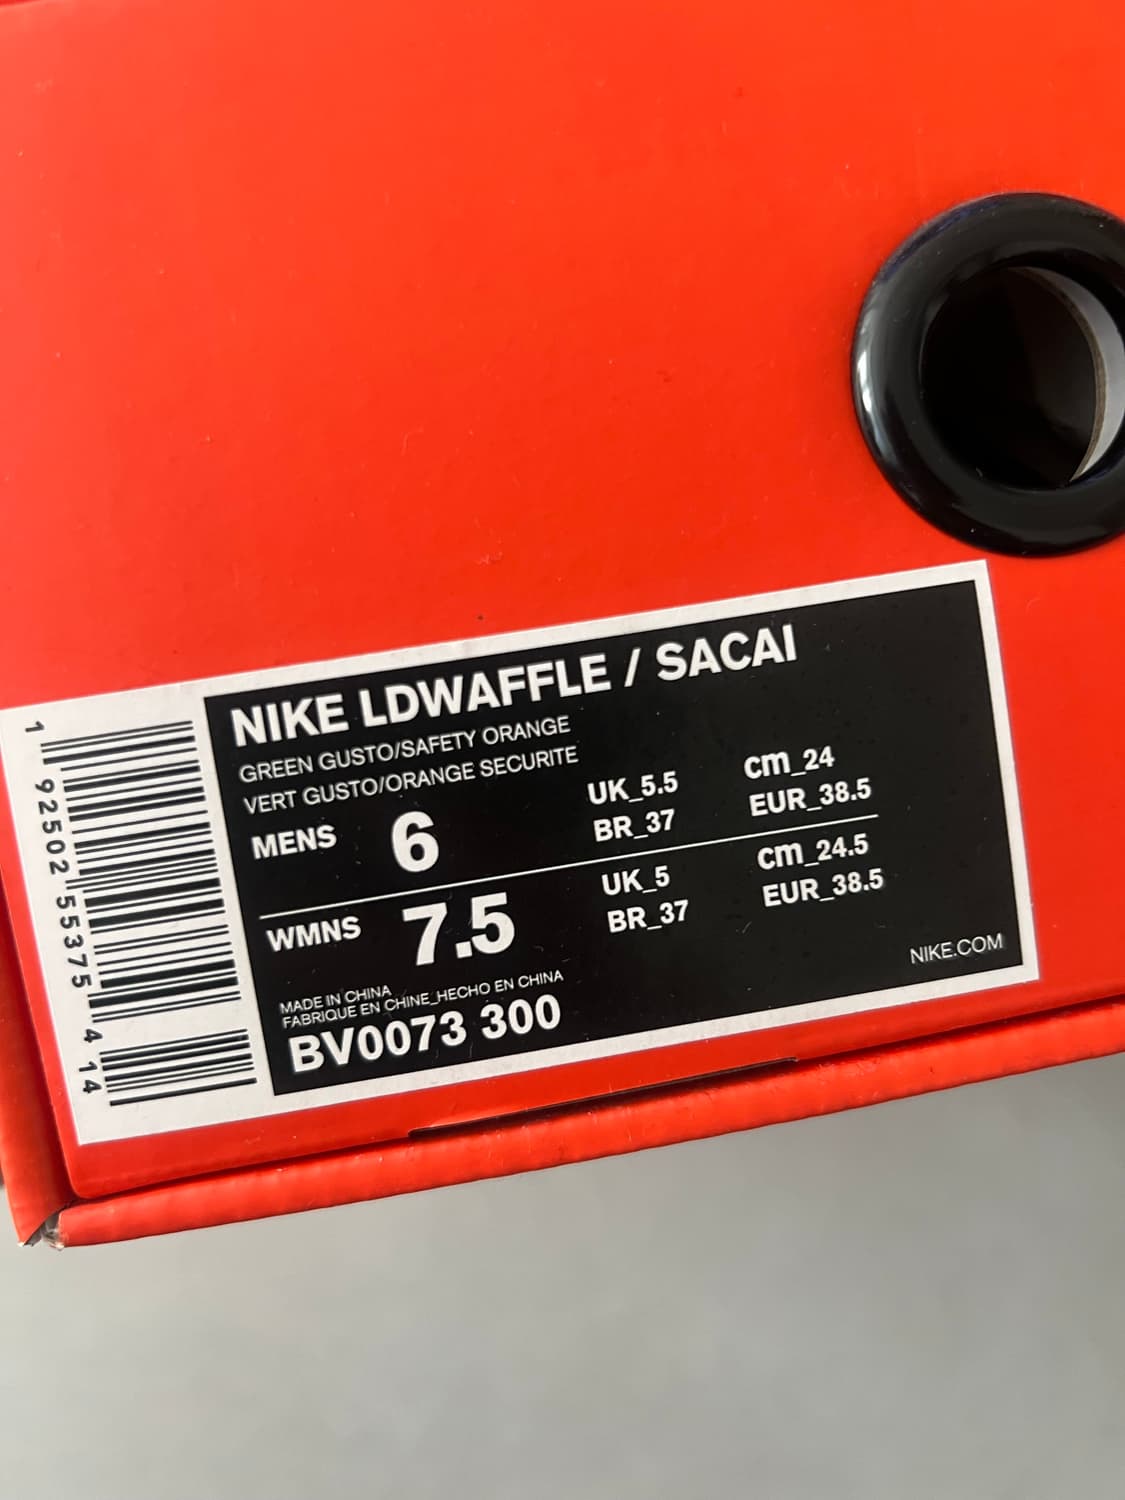 NIKE LDWAFFLE / SACAI
GREEN GUSTO/SAFETY ORANGE
VERT GUSTO/ORANGE SECURITE
MENS 6 UK_5.5 cm_24
BR_37 EUR_38.5
WMNS 7.5 UK_5 cm_24.5
BR_37 EUR_38.5
MADE IN CHINA
FABRIQUE EN CHINE_HECHO EN CHINA
BV0073 300
NIKE.COM
1 92502 55375 4 14